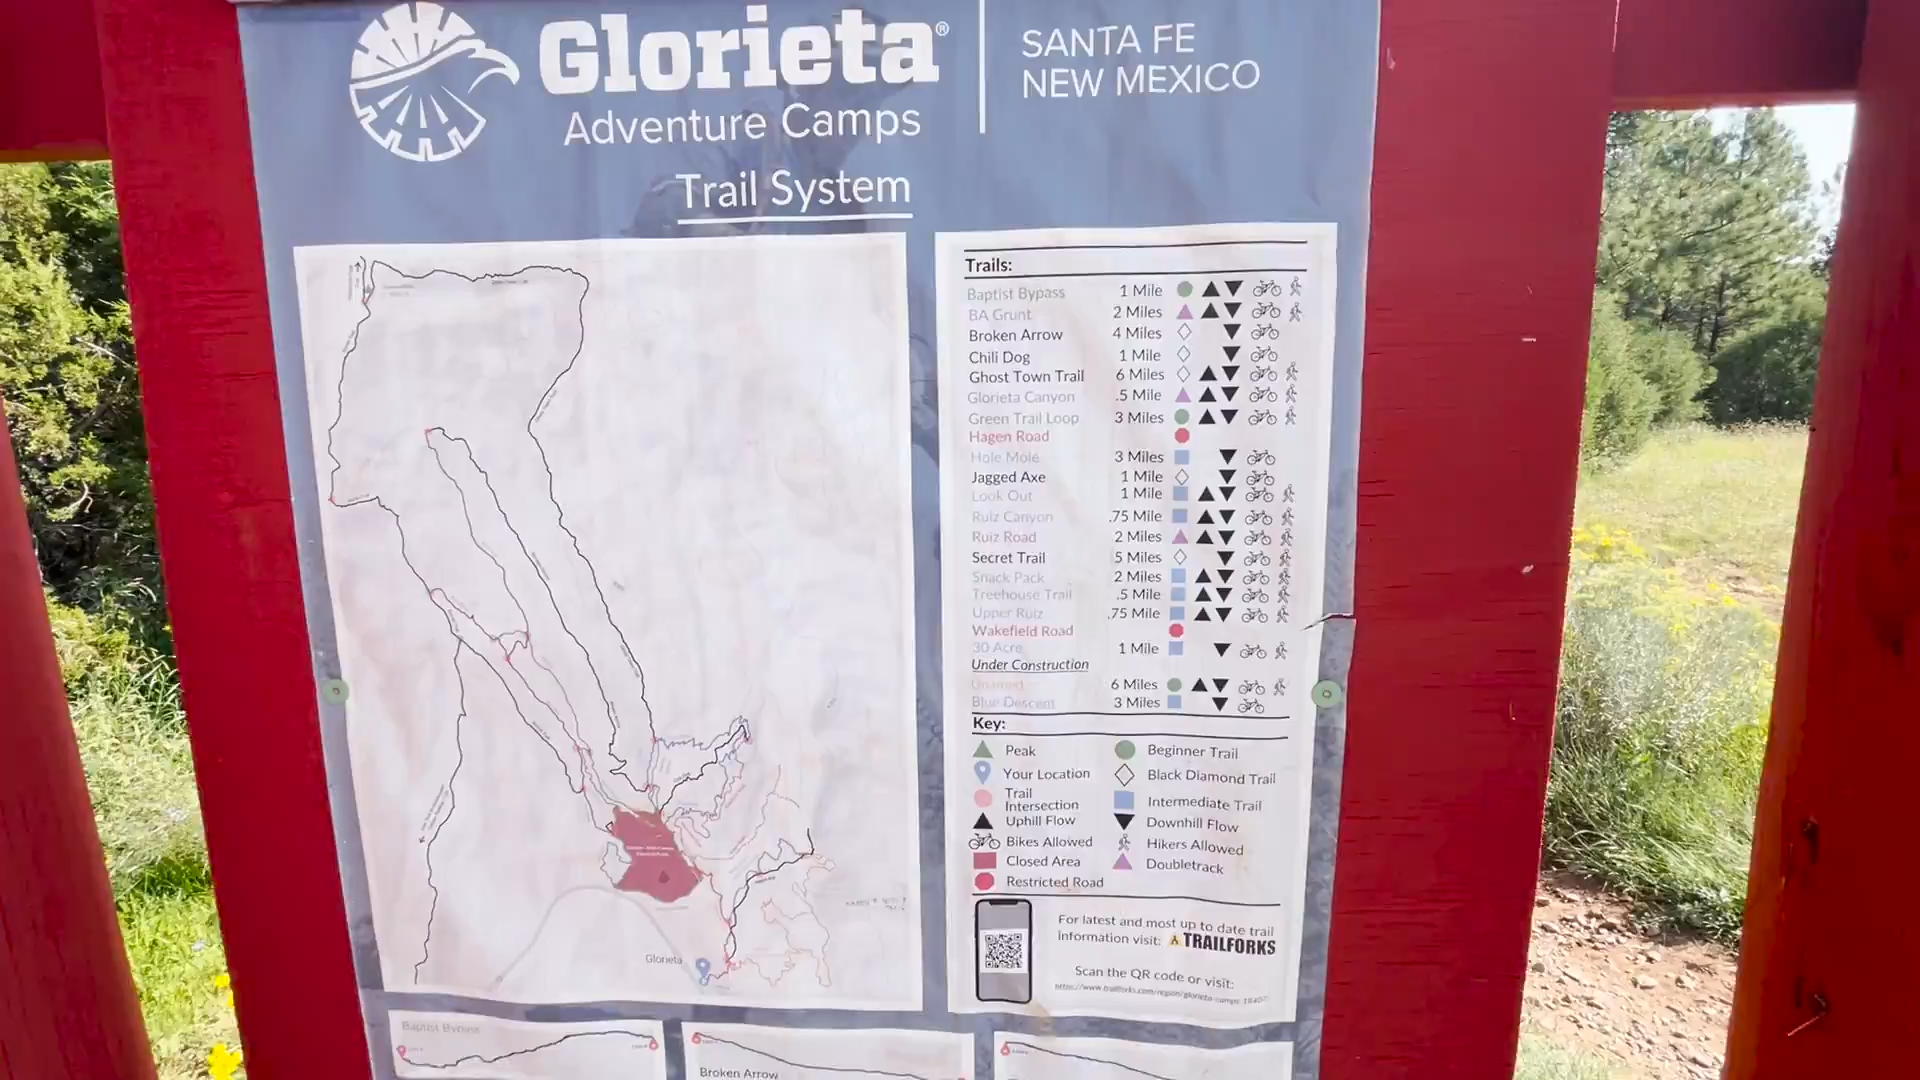 Glorieta®
Adventure Camps
SANTA FE
NEW MEXICO
Trail System
Glorieta
Trails:
Baptist Bypass 1 Mile
BA Grunt 2 Miles
Broken Arrow 4 Miles
Chili Dog 1 Mile
Ghost Town Trail 6 Miles
Glorieta Canyon .5 Mile
Green Trail Loop 3 Miles
Hagen Road
Hole Mole 3 Miles
Jagged Axe 1 Mile
Look Out 1 Mile
Ruiz Canyon .75 Mile
Ruiz Road 2 Miles
Secret Trail 5 Miles
Snack Pack 2 Miles
Treehouse Trail .5 Mile
Upper Ruiz .75 Mile
Wakefield Road
30 Acre 1 Mile
Under Construction
Unamed 6 Miles
Blue Descent 3 Miles
Key:
Peak
Beginner Trail
Your Location
Black Diamond Trail
Trail
Intersection
Intermediate Trail
Uphill Flow
Downhill Flow
Bikes Allowed
Hikers Allowed
Closed Area
Doubletrack
Restricted Road
For latest and most up to date trail
information visit: TRAILFORKS
Scan the QR code or visit:
Baptist Bypass
Broken Arrow